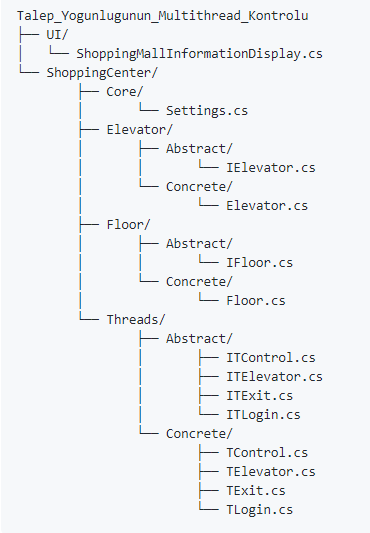 Talep_Yogunlugunun_Multithread_Kontrolu
├── UI/
│   └── ShoppingMallInformationDisplay.cs
└── ShoppingCenter/
        ├── Core/
        │       └── Settings.cs
        ├── Elevator/
        │       ├── Abstract/
        │       │       └── IElevator.cs
        │       └── Concrete/
        │               └── Elevator.cs
        ├── Floor/
        │       ├── Abstract/
        │       │       └── IFloor.cs
        │       └── Concrete/
        │               └── Floor.cs
        └── Threads/
                ├── Abstract/
                │       ├── ITControl.cs
                │       ├── ITElevator.cs
                │       ├── ITExit.cs
                │       └── ITLogin.cs
                └── Concrete/
                        ├── TControl.cs
                        ├── TElevator.cs
                        ├── TExit.cs
                        └── TLogin.cs